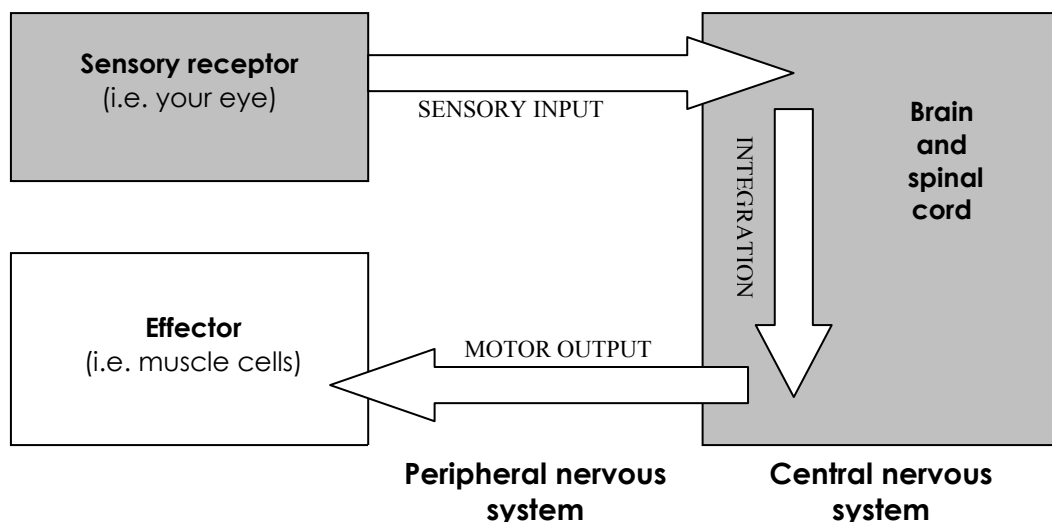 Sensory receptor
(i.e. your eye)
SENSORY INPUT
Brain
and
spinal
cord
INTEGRATION
Effector
(i.e. muscle cells)
MOTOR OUTPUT
Peripheral nervous
system
Central nervous
system